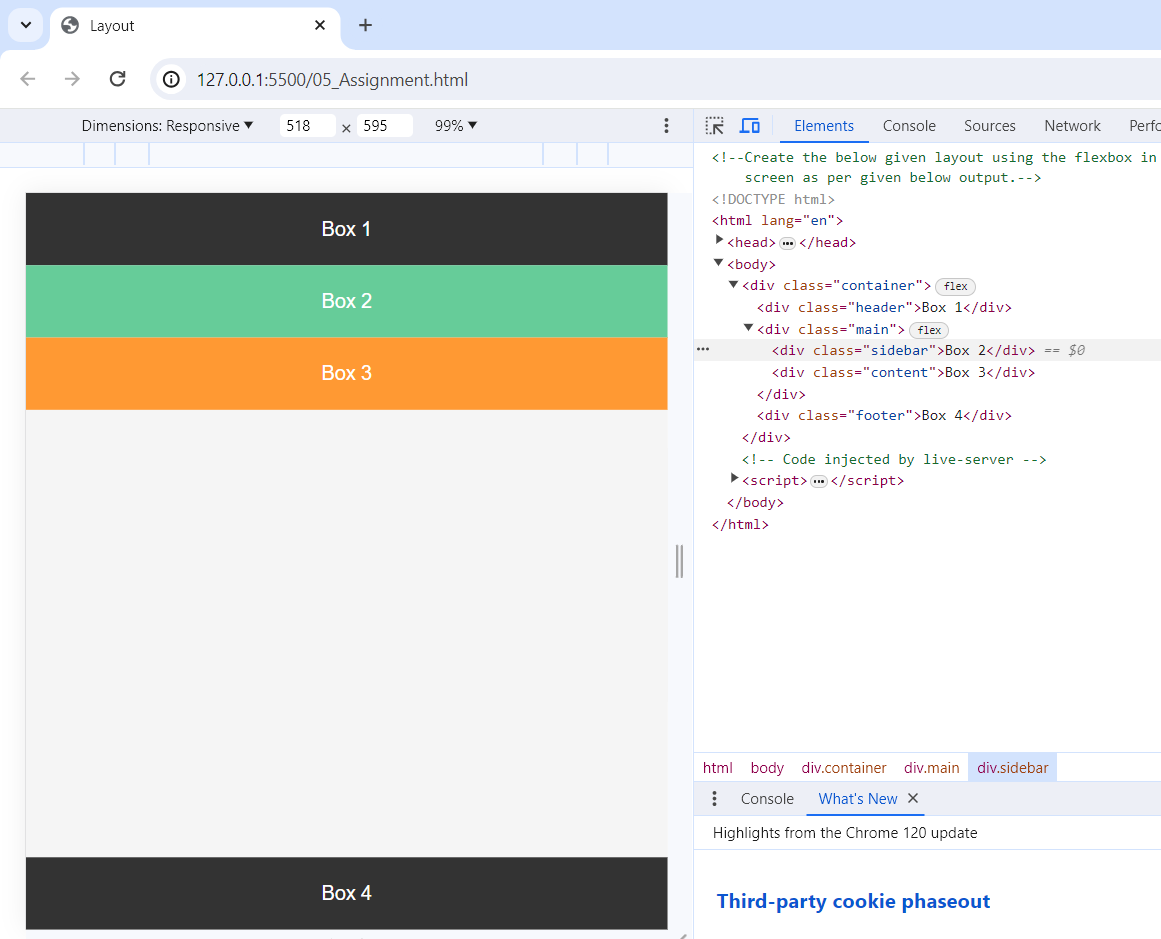 Layout
127.0.0.1:5500/05_Assignment.html
Dimensions: Responsive 518 × 595 99%
Elements Console Sources Network Perfo
Box 1
Box 2
Box 3
Box 4
<!--Create the below given layout using the flexbox in
screen as per given below output.-->
<!DOCTYPE html>
<html lang="en">
<head> ••• </head>
<body>
<div class="container"> flex
<div class="header">Box 1</div>
<div class="main"> flex
••• <div class="sidebar">Box 2</div> == $0
<div class="content">Box 3</div>
</div>
<div class="footer">Box 4</div>
</div>
<!-- Code injected by live-server -->
<script> ••• </script>
</body>
</html>
html body div.container div.main div.sidebar
Console What's New
Highlights from the Chrome 120 update
Third-party cookie phaseout